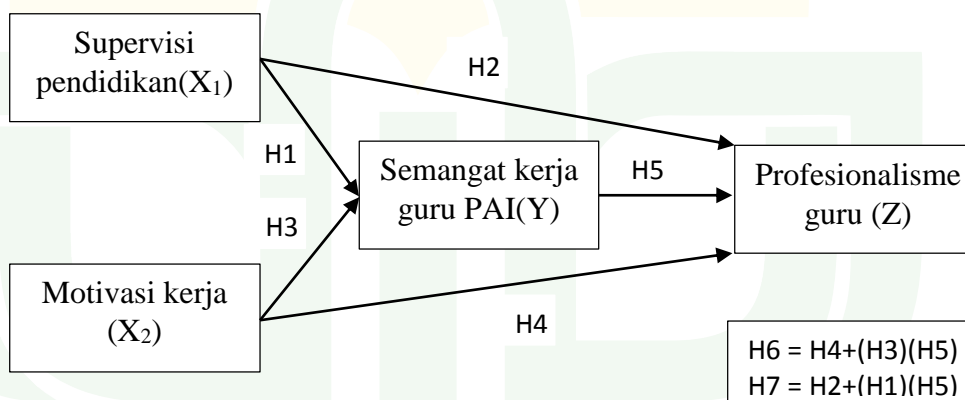 Supervisi
pendidikan(X₁)
H2
H1
Semangat kerja
guru PAI(Y)
H5
Profesionalisme
guru (Z)
H3
Motivasi kerja
(X₂)
H4
H6 = H4+(H3)(H5)
H7 = H2+(H1)(H5)